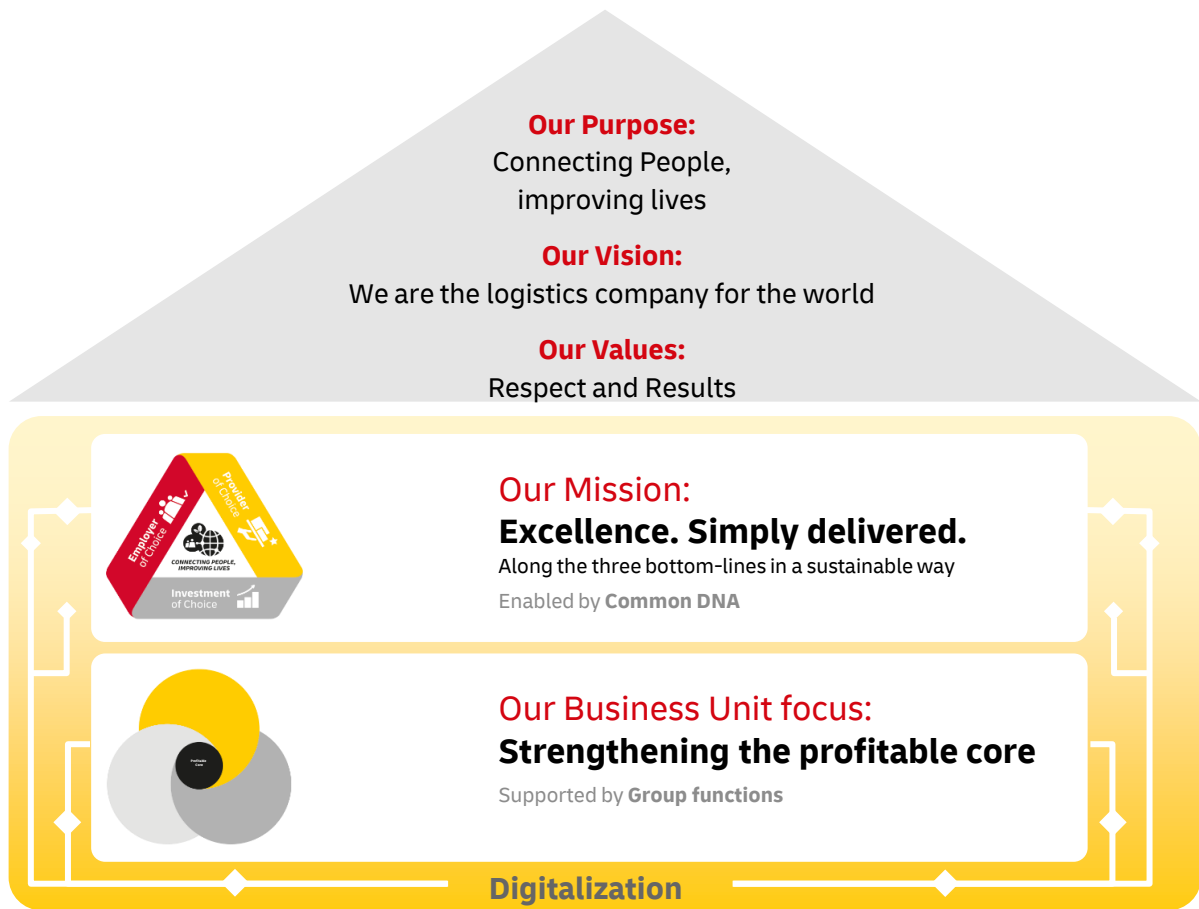 Our Purpose:
Connecting People,
improving lives
Our Vision:
We are the logistics company for the world
Our Values:
Respect and Results
Employer
of Choice
Provider
of Choice
CONNECTING PEOPLE,
IMPROVING LIVES
Investment
of Choice
Our Mission:
Excellence. Simply delivered.
Along the three bottom-lines in a sustainable way
Enabled by Common DNA
Profitable
Core
Our Business Unit focus:
Strengthening the profitable core
Supported by Group functions
Digitalization